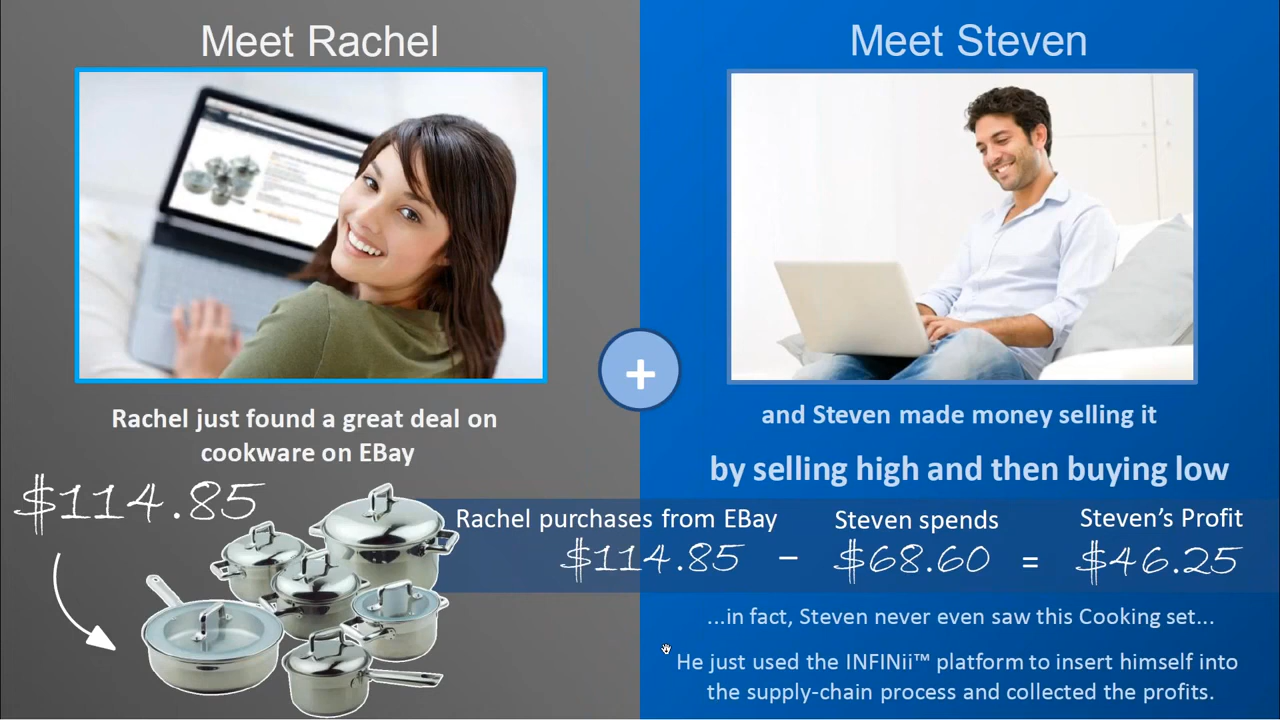 Meet Rachel
Rachel just found a great deal on
cookware on EBay
$114.85
Meet Steven
and Steven made money selling it
by selling high and then buying low
Rachel purchases from EBay Steven spends Steven's Profit
$114.85 – $68.60 = $46.25
...in fact, Steven never even saw this Cooking set...
He just used the INFINii™ platform to insert himself into
the supply-chain process and collected the profits.